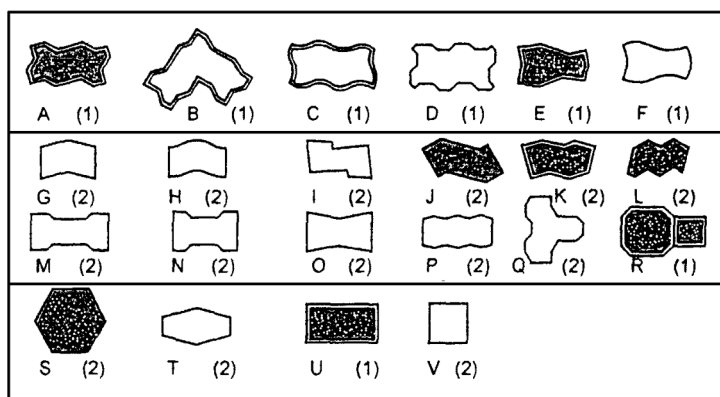 A (1) B (1) C (1) D (1) E (1) F (1)
G (2) H (2) I (2) J (2) K (2) L (2)
M (2) N (2) O (2) P (2) Q (2) R (1)
S (2) T (2) U (1) V (2)